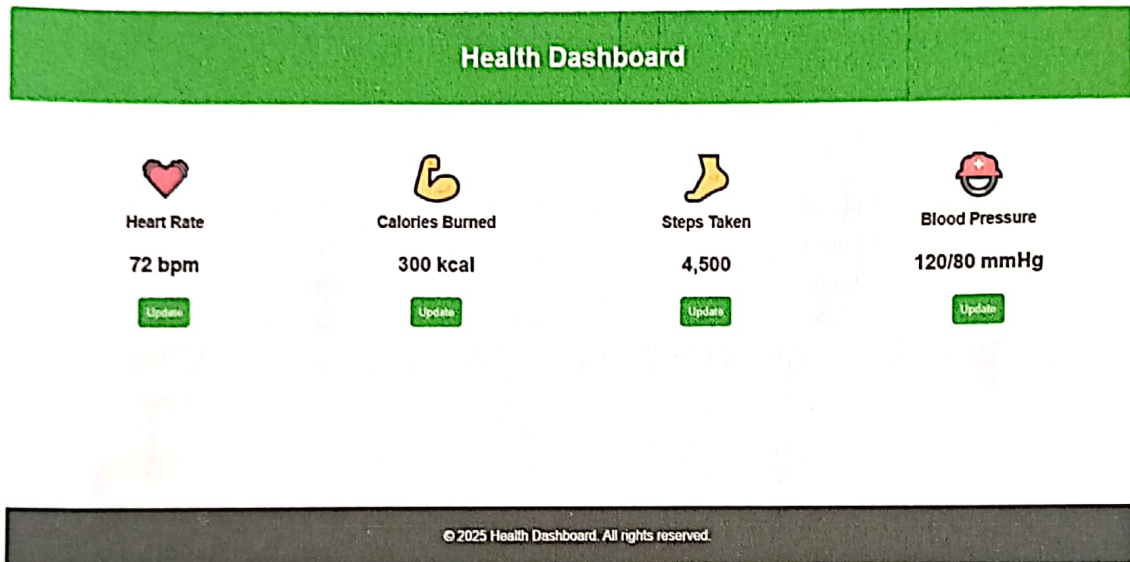 Health Dashboard
Heart Rate
72 bpm
Update
Calories Burned
300 kcal
Update
Steps Taken
4,500
Update
Blood Pressure
120/80 mmHg
Update
© 2025 Health Dashboard. All rights reserved.